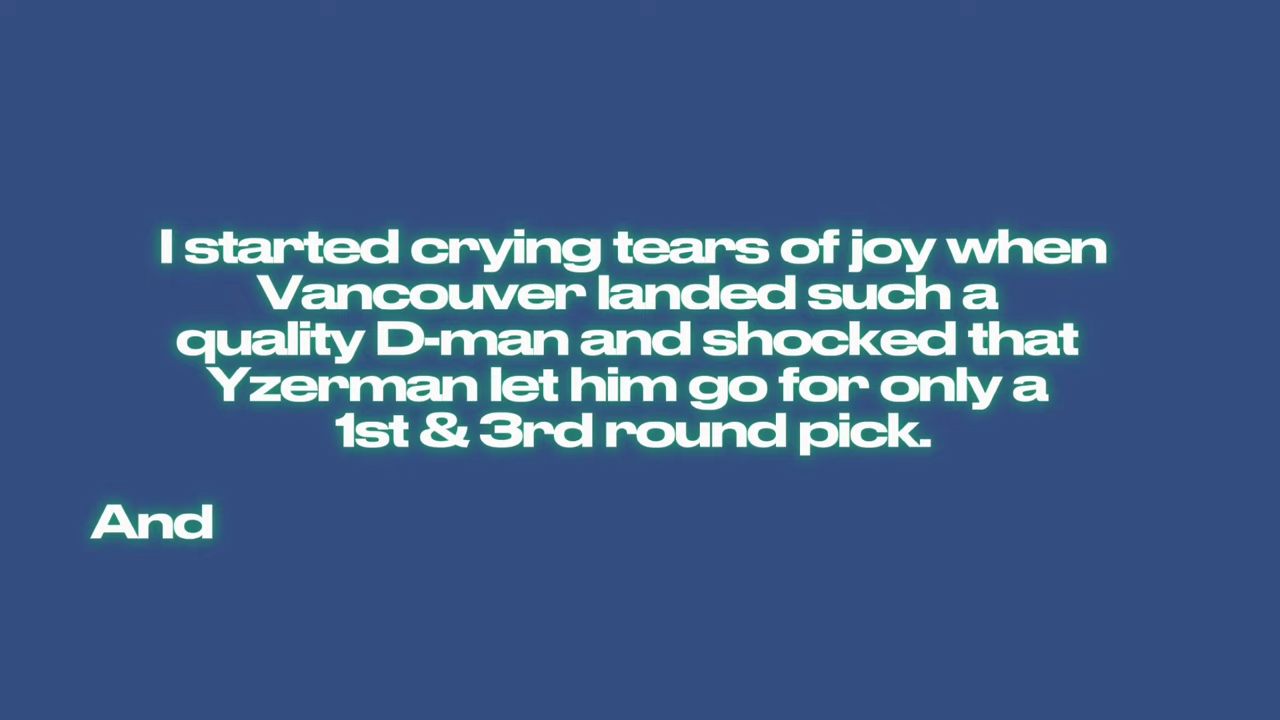 I started crying tears of joy when
Vancouver landed such a
quality D-man and shocked that
Yzerman let him go for only a
1st & 3rd round pick.
And